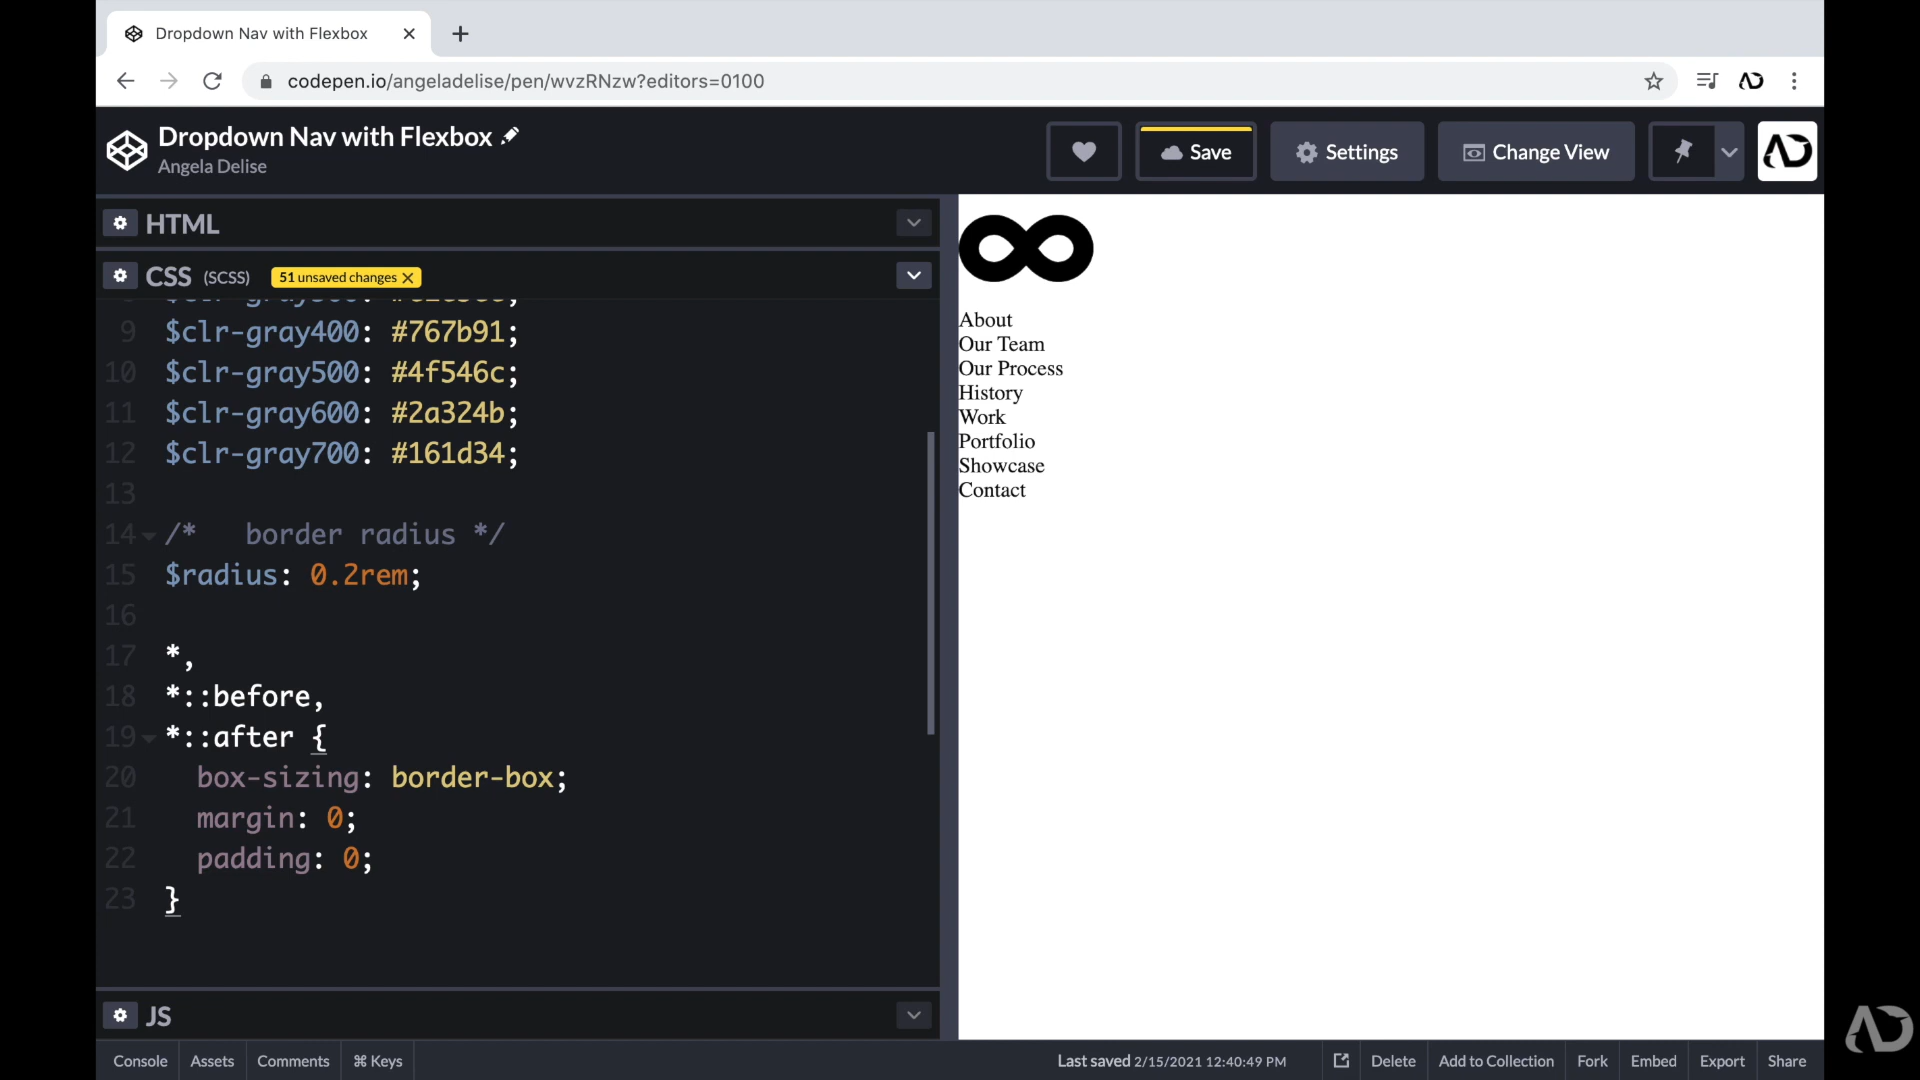 Dropdown Nav with Flexbox
codepen.io/angeladelise/pen/wvzRNzw?editors=0100
Dropdown Nav with Flexbox
Angela Delise
Save
Settings
Change View
HTML
CSS (SCSS) 51 unsaved changes
9 $clr-gray400: #767b91;
10 $clr-gray500: #4f546c;
11 $clr-gray600: #2a324b;
12 $clr-gray700: #161d34;
13
14 /*   border radius */
15 $radius: 0.2rem;
16
17 *,
18 *::before,
19 *::after {
20   box-sizing: border-box;
21   margin: 0;
22   padding: 0;
23 }
About
Our Team
Our Process
History
Work
Portfolio
Showcase
Contact
JS
Console Assets Comments ⌘ Keys Last saved 2/15/2021 12:40:49 PM Delete Add to Collection Fork Embed Export Share